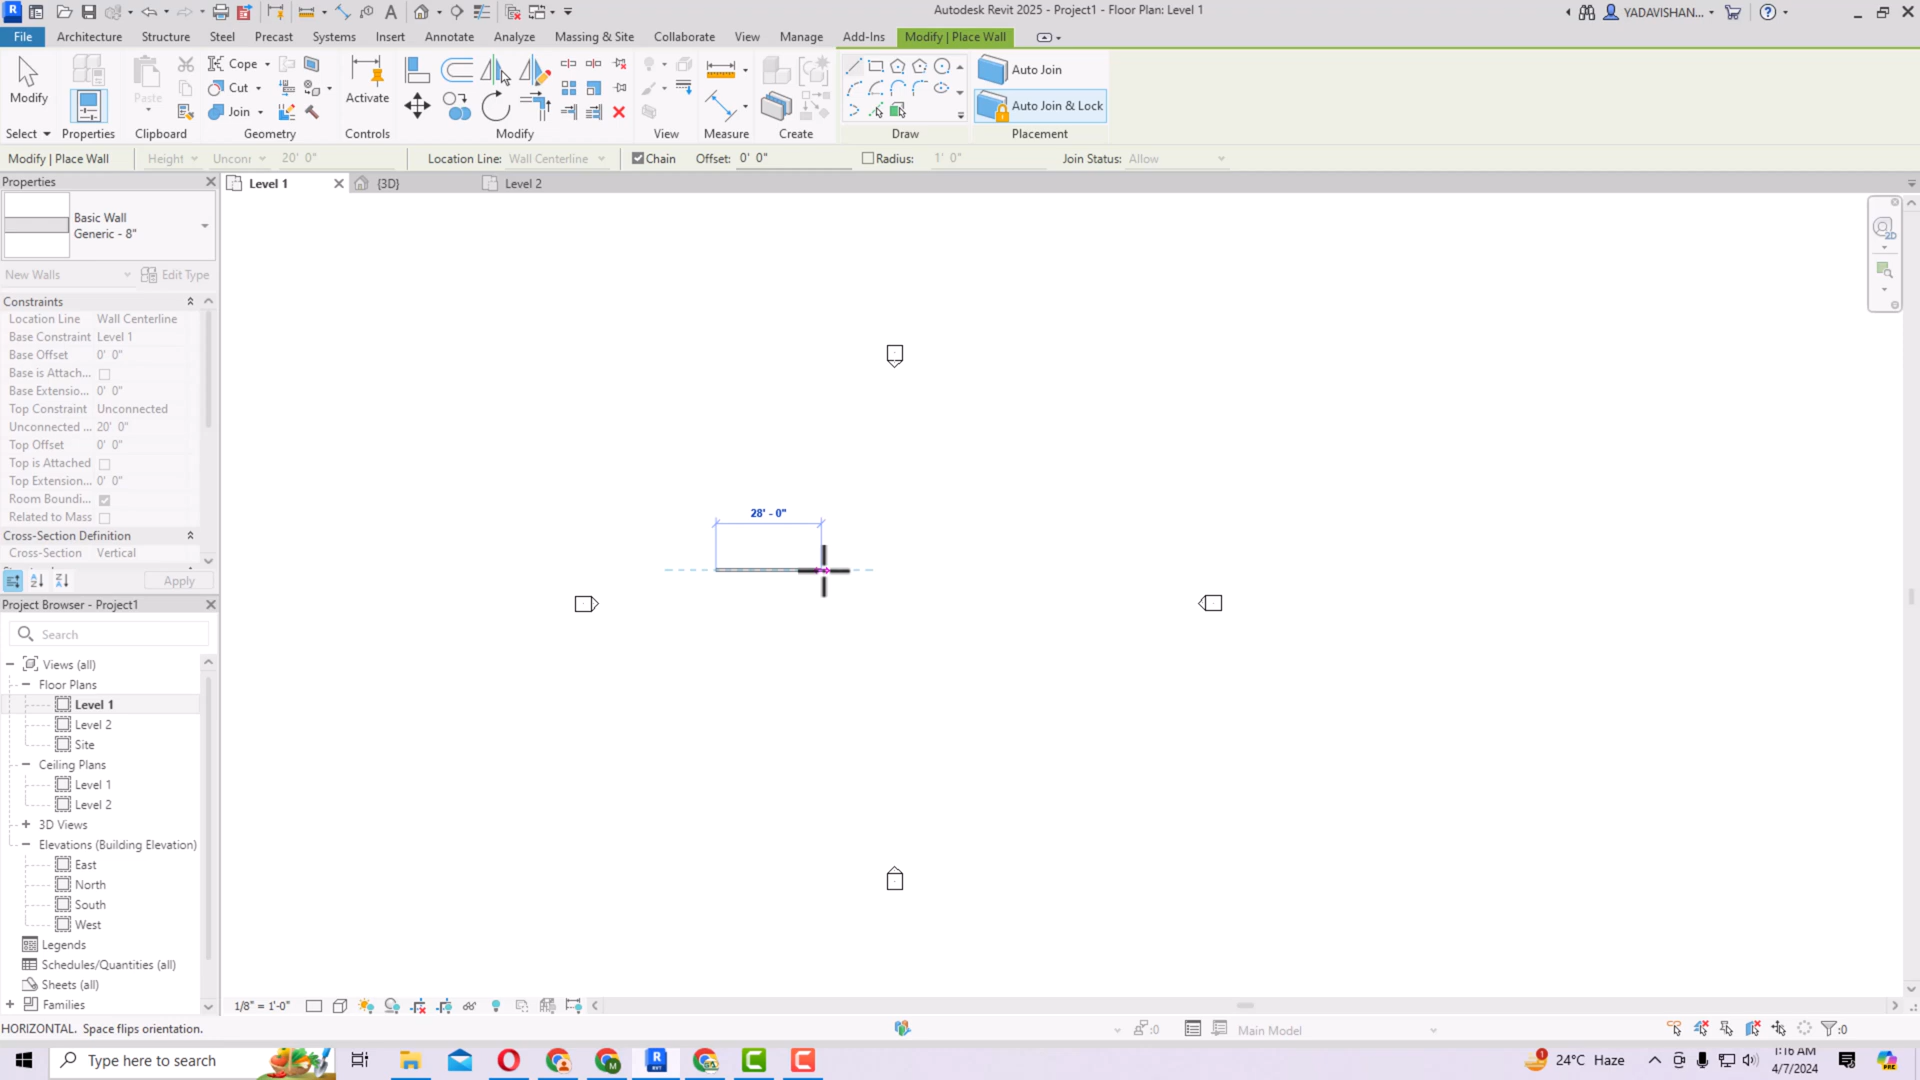 Autodesk Revit 2025 - Project1 - Floor Plan: Level 1
YADAVISHAN...
File Architecture Structure Steel Precast Systems Insert Annotate Analyze Massing & Site Collaborate View Manage Add-Ins Modify | Place Wall
Modify
Paste
Cope
Cut
Join
Activate
Auto Join
Auto Join & Lock
Select Properties Clipboard Geometry Controls Modify View Measure Create Draw Placement
Modify | Place Wall Height Unconı 20' 0" Location Line: Wall Centerline Chain Offset: 0' 0" Radius: 1' 0" Join Status: Allow
Properties
Level 1 {3D} Level 2
Basic Wall
Generic - 8"
New Walls Edit Type
Constraints
Location Line Wall Centerline
Base Constraint Level 1
Base Offset 0' 0"
Base is Attach...
Base Extensio... 0' 0"
Top Constraint Unconnected
Unconnected ... 20' 0"
Top Offset 0' 0"
Top is Attached
Top Extension... 0' 0"
Room Boundi...
Related to Mass
Cross-Section Definition
Cross-Section Vertical
Apply
28' - 0"
Project Browser - Project1
Search
Views (all)
Floor Plans
Level 1
Level 2
Site
Ceiling Plans
Level 1
Level 2
3D Views
Elevations (Building Elevation)
East
North
South
West
Legends
Schedules/Quantities (all)
Sheets (all)
Families
1/8" = 1'-0"
HORIZONTAL. Space flips orientation.
:0
Main Model
:0
Type here to search
24°C Haze
1:16 AM
4/7/2024